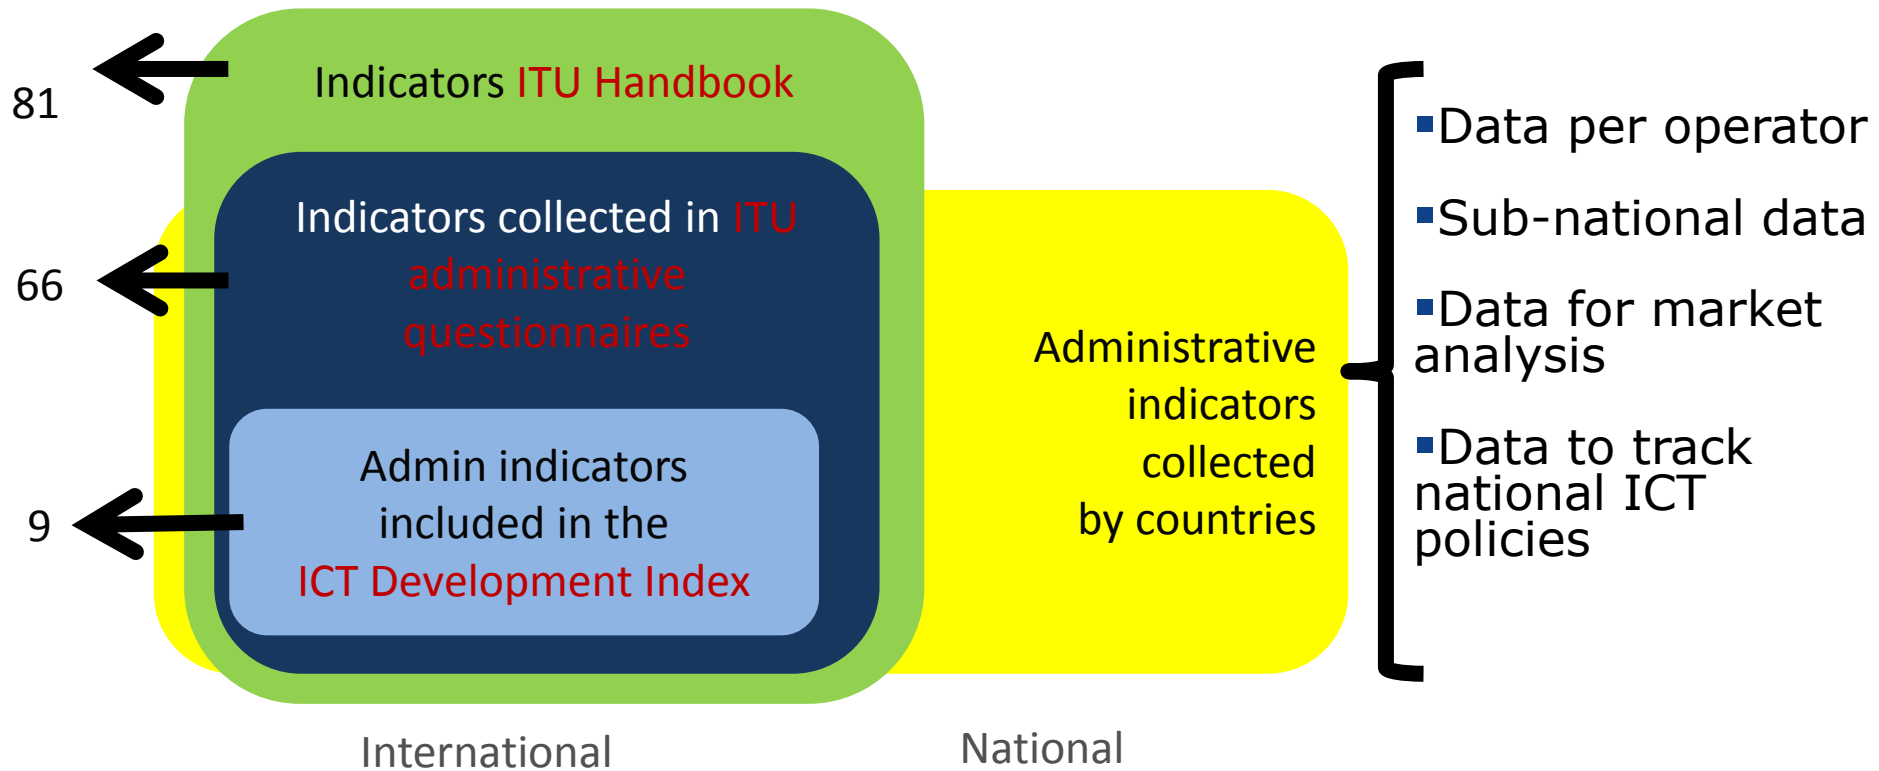 81
Indicators ITU Handbook
66
Indicators collected in ITU
administrative
questionnaires
9
Admin indicators
included in the
ICT Development Index
Administrative
indicators
collected
by countries
▪Data per operator
▪Sub-national data
▪Data for market
analysis
▪Data to track
national ICT
policies
International
National